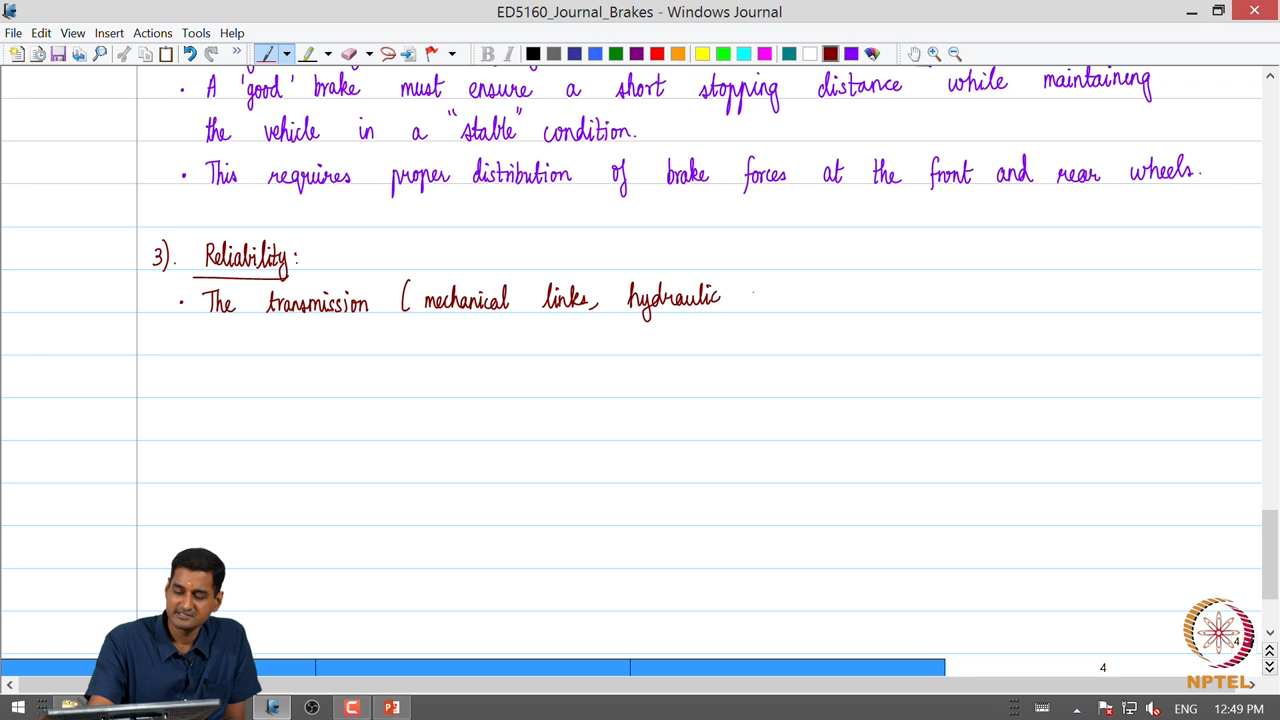 ED5160_Journal_Brakes - Windows Journal
File Edit View Insert Actions Tools Help
• A 'good' brake must ensure a short stopping distance while maintaining
the vehicle in a "stable" condition.
• This requires proper distribution of brake forces at the front and rear wheels.
3). Reliability:
• The transmission (mechanical links, hydraulic
4
4
NPTEL
ENG 12:49 PM